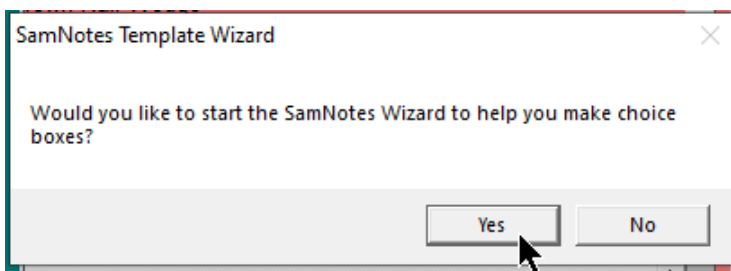 SamNotes Template Wizard
Would you like to start the SamNotes Wizard to help you make choice
boxes?
Yes No